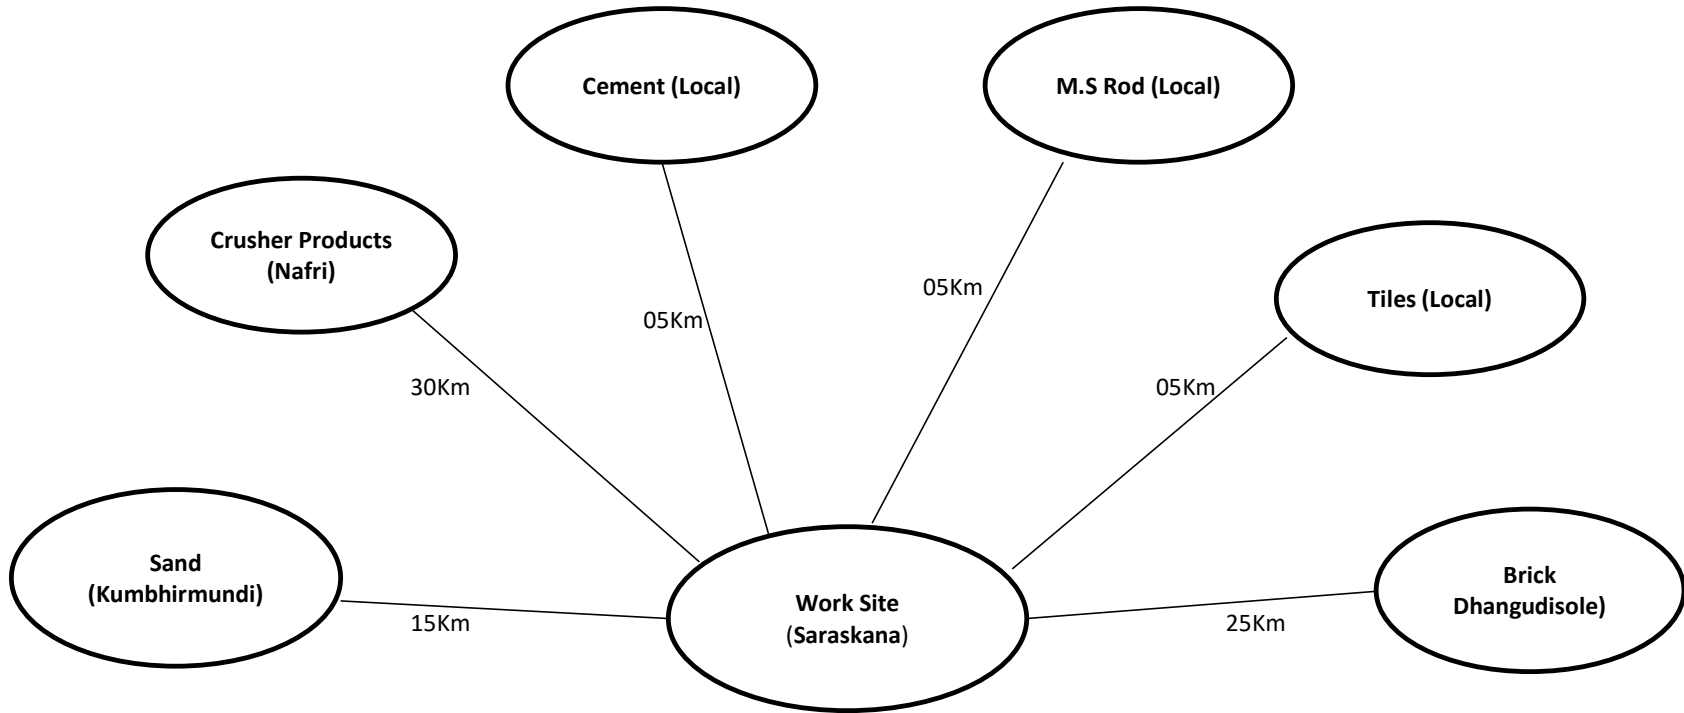 Cement (Local)
M.S Rod (Local)
Crusher Products
(Nafri)
Tiles (Local)
05Km
05Km
30Km
05Km
Sand
(Kumbhirmundi)
Work Site
(Saraskana)
Brick
Dhangudisole)
15Km
25Km